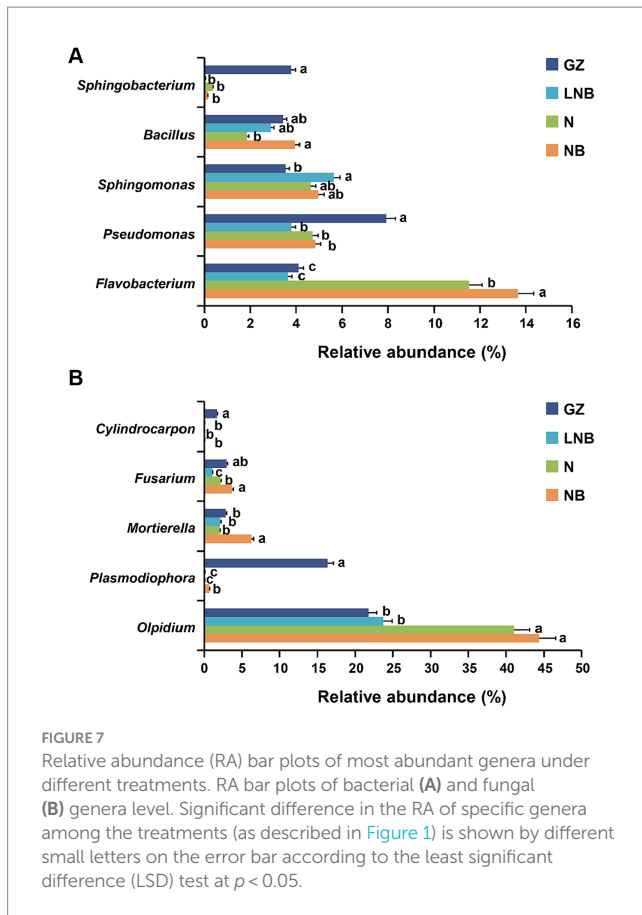 A
Sphingobacterium
a
b
b
b
Bacillus
ab
ab
b
a
Sphingomonas
b
a
ab
ab
Pseudomonas
a
b
b
b
Flavobacterium
c
c
b
a
GZ
LNB
N
NB
0 2 4 6 8 10 12 14 16
Relative abundance (%)
B
Cylindrocarpon
a
b
b
b
Fusarium
ab
c
b
a
Mortierella
b
b
b
a
Plasmodiophora
a
c
c
b
Olpidium
b
b
a
a
GZ
LNB
N
NB
0 5 10 15 20 25 30 35 40 45 50
Relative abundance (%)
FIGURE 7
Relative abundance (RA) bar plots of most abundant genera under
different treatments. RA bar plots of bacterial (A) and fungal
(B) genera level. Significant difference in the RA of specific genera
among the treatments (as described in Figure 1) is shown by different
small letters on the error bar according to the least significant
difference (LSD) test at p < 0.05.